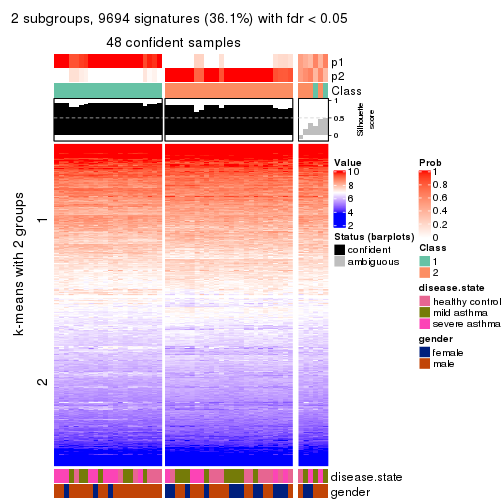 2 subgroups, 9694 signatures (36.1%) with fdr < 0.05
48 confident samples
p1
p2
Class
1
0.5
0
Silhouette
score
k-means with 2 groups
1
2
Value
10
8
6
4
2
Status (barplots)
confident
ambiguous
Prob
1
0.8
0.6
0.4
0.2
0
Class
1
2
disease.state
healthy control
mild asthma
severe asthma
gender
female
male
disease.state
gender